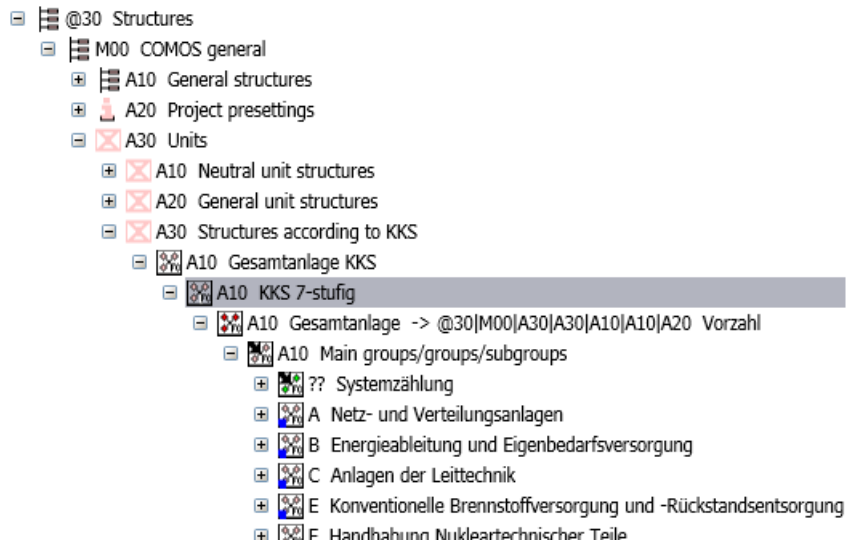 @30 Structures
M00 COMOS general
A10 General structures
A20 Project presettings
A30 Units
A10 Neutral unit structures
A20 General unit structures
A30 Structures according to KKS
A10 Gesamtanlage KKS
A10 KKS 7-stufig
A10 Gesamtanlage -> @30|M00|A30|A30|A10|A10|A20 Vorzahl
A10 Main groups/groups/subgroups
?? Systemzählung
A Netz- und Verteilungsanlagen
B Energieableitung und Eigenbedarfsversorgung
C Anlagen der Leittechnik
E Konventionelle Brennstoffversorgung und -Rückstandsentsorgung
F Handhabung Nukleartechnischer Teile